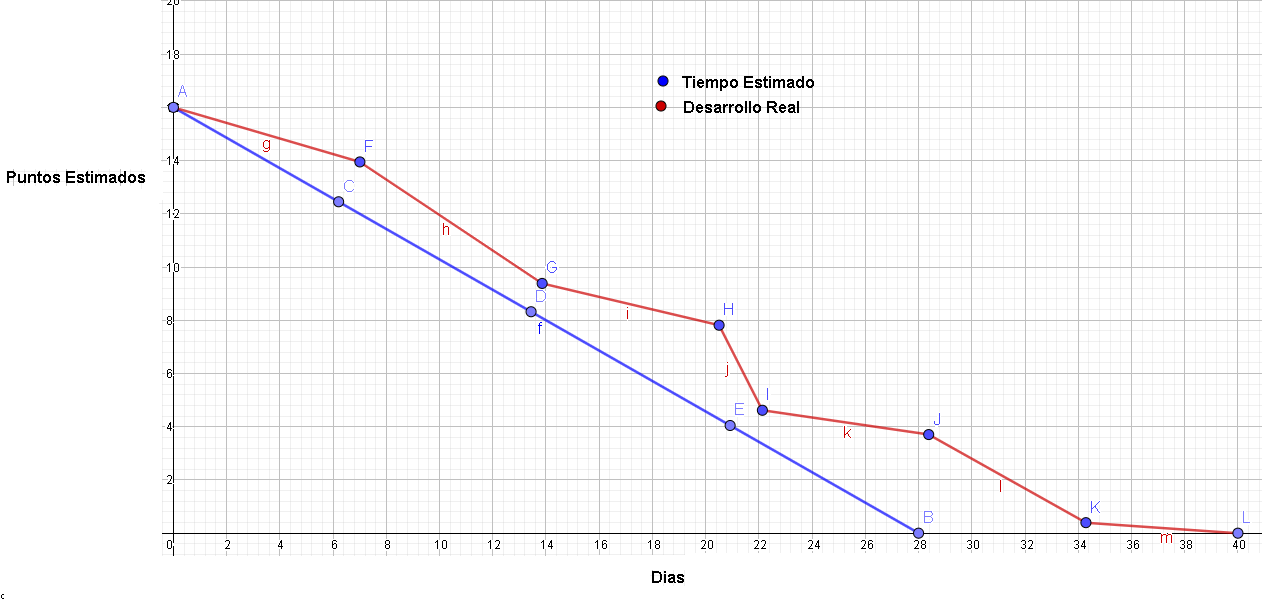 20
18
A
Tiempo Estimado
Desarrollo Real
g
F
14
Puntos Estimados
C
12
h
G
10
D
H
i
f
8
j
6
I
E
4
k
J
2
l
K
B
L
m
0 2 4 6 8 10 12 14 16 18 20 22 24 26 28 30 32 34 36 38 40
Dias
c